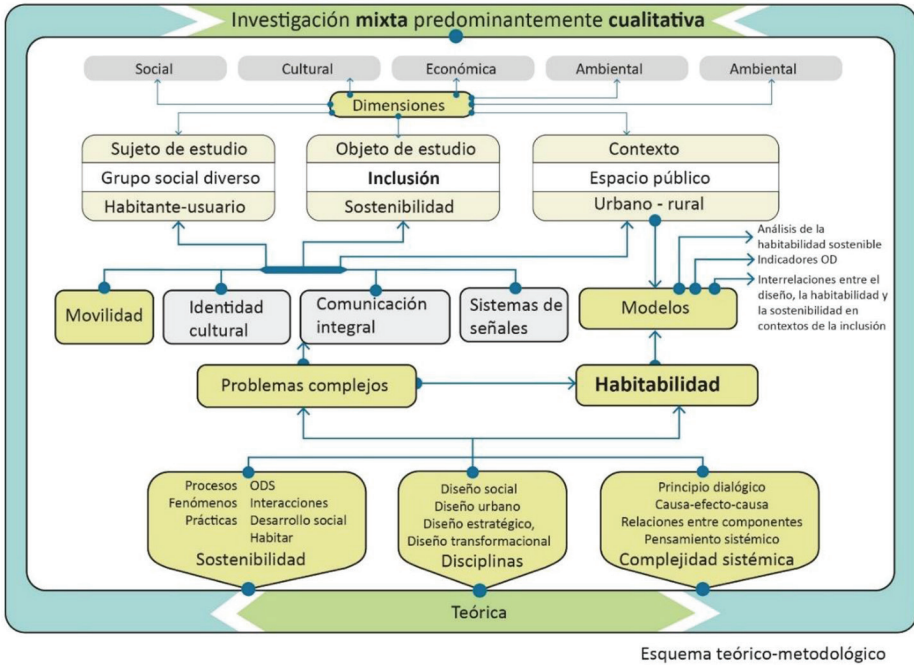 Investigación mixta predominantemente cualitativa
Social
Cultural
Económica
Ambiental
Ambiental
Dimensiones
Sujeto de estudio
Grupo social diverso
Habitante-usuario
Objeto de estudio
Inclusión
Sostenibilidad
Contexto
Espacio público
Urbano - rural
Análisis de la
habitabilidad sostenible
Indicadores OD
Interrelaciones entre el
diseño, la habitabilidad y
la sostenibilidad en
contextos de la inclusión
Movilidad
Identidad
cultural
Comunicación
integral
Sistemas de
señales
Modelos
Problemas complejos
Habitabilidad
Procesos ODS
Fenómenos Interacciones
Prácticas Desarrollo social
Habitar
Sostenibilidad
Diseño social
Diseño urbano
Diseño estratégico,
Diseño transformacional
Disciplinas
Principio dialógico
Causa-efecto-causa
Relaciones entre componentes
Pensamiento sistémico
Complejidad sistémica
Teórica
Esquema teórico-metodológico